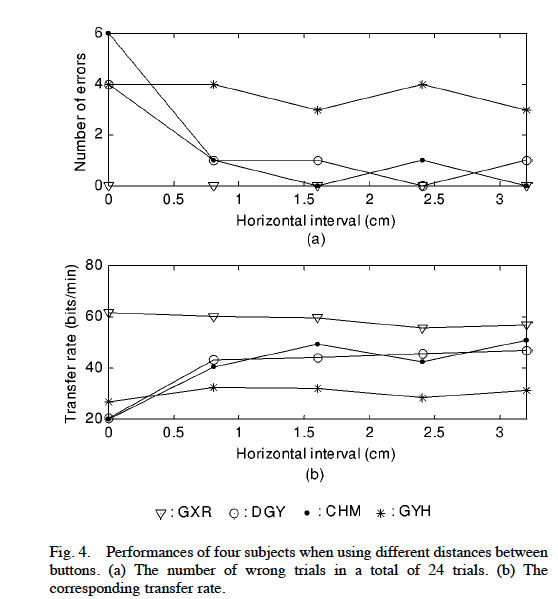 6
4
2
0
Number of errors
0 0.5 1 1.5 2 2.5 3
Horizontal interval (cm)
(a)
80
60
40
20
Transfer rate (bits/min)
0 0.5 1 1.5 2 2.5 3
Horizontal interval (cm)
(b)
: GXR : DGY : CHM : GYH
Fig. 4. Performances of four subjects when using different distances between
buttons. (a) The number of wrong trials in a total of 24 trials. (b) The
corresponding transfer rate.